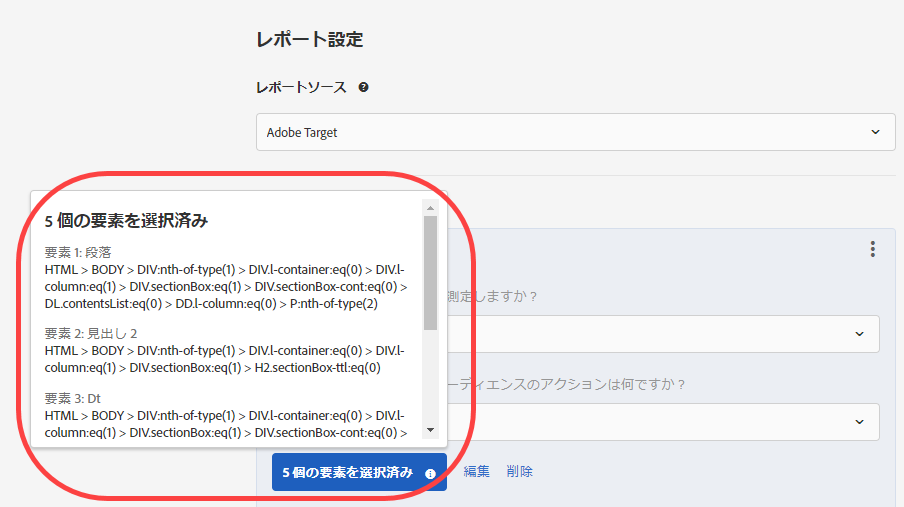 レポート設定
レポートソース
Adobe Target
5 個の要素を選択済み
要素 1: 段落
HTML > BODY > DIV:nth-of-type(1) > DIV.l-container:eq(0) > DIV.l-
column:eq(1) > DIV.sectionBox:eq(1) > DIV.sectionBox-cont:eq(0) >
DL.contentsList:eq(0) > DD.l-column:eq(0) > P:nth-of-type(2)
要素 2: 見出し 2
HTML > BODY > DIV:nth-of-type(1) > DIV.l-container:eq(0) > DIV.l-
column:eq(1) > DIV.sectionBox:eq(1) > H2.sectionBox-ttl:eq(0)
要素 3: Dt
HTML > BODY > DIV:nth-of-type(1) > DIV.l-container:eq(0) > DIV.l-
column:eq(1) > DIV.sectionBox:eq(1) > DIV.sectionBox-cont:eq(0) >
測定しますか ?
ーディエンスのアクションは何ですか ?
5 個の要素を選択済み 編集 削除